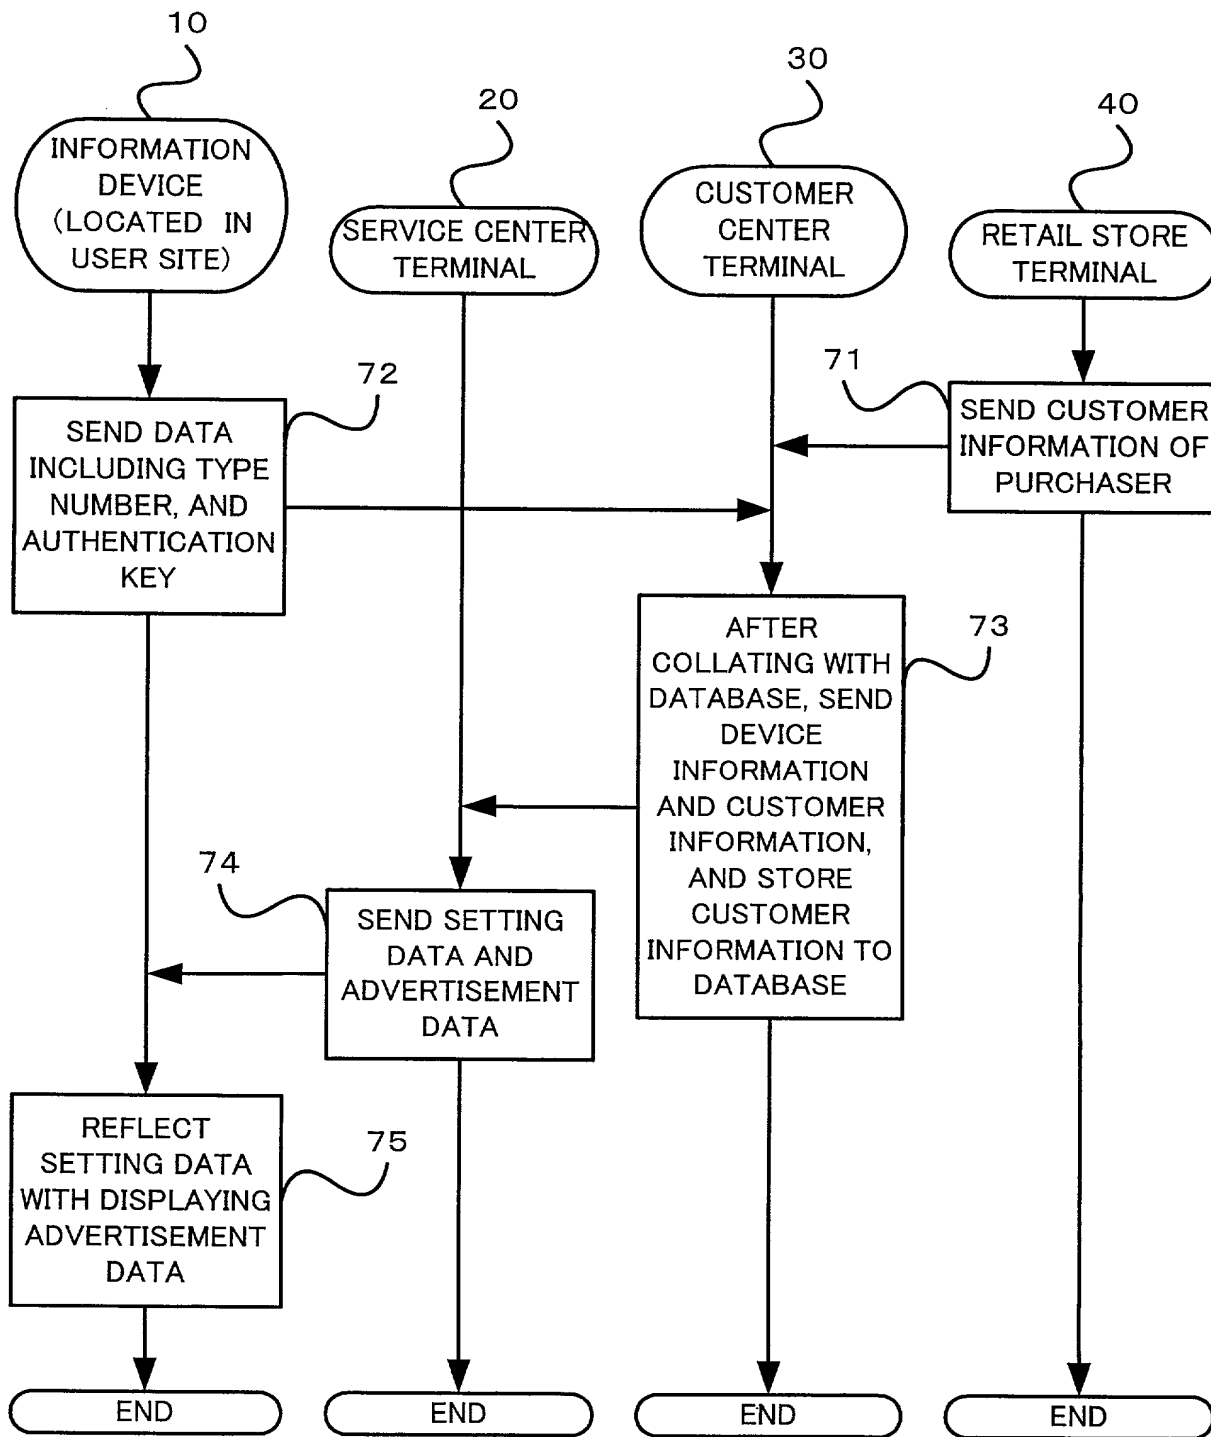 10
INFORMATION
DEVICE
(LOCATED IN
USER SITE)
20
SERVICE CENTER
TERMINAL
30
CUSTOMER
CENTER
TERMINAL
40
RETAIL STORE
TERMINAL
71
SEND CUSTOMER
INFORMATION OF
PURCHASER
72
SEND DATA
INCLUDING TYPE
NUMBER, AND
AUTHENTICATION
KEY
73
AFTER
COLLATING WITH
DATABASE, SEND
DEVICE
INFORMATION
AND CUSTOMER
INFORMATION,
AND STORE
CUSTOMER
INFORMATION TO
DATABASE
74
SEND SETTING
DATA AND
ADVERTISEMENT
DATA
75
REFLECT
SETTING DATA
WITH DISPLAYING
ADVERTISEMENT
DATA
END
END
END
END